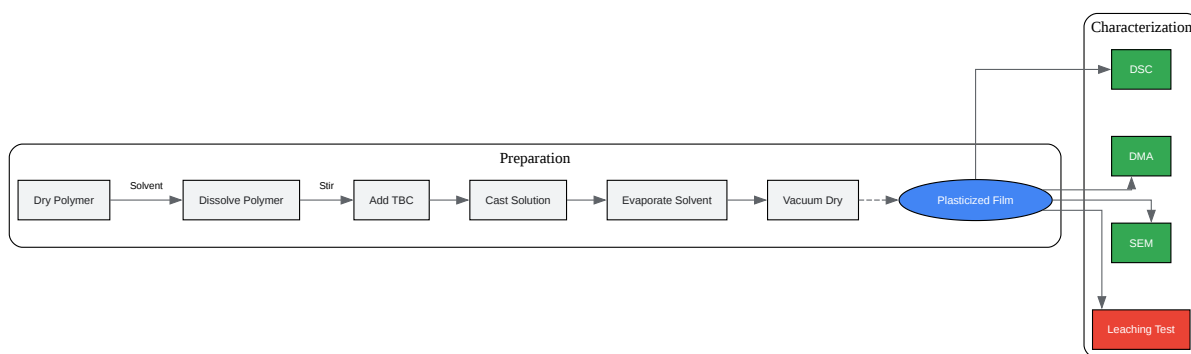 Characterization
DSC
Preparation
DMA
Dry Polymer
Solvent
Dissolve Polymer
Stir
Add TBC
Cast Solution
Evaporate Solvent
Vacuum Dry
Plasticized Film
SEM
Leaching Test